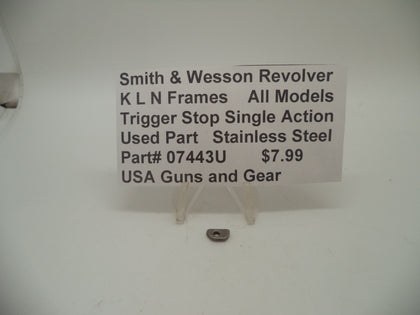 Smith & Wesson Revolver
K L N Frames All Models
Trigger Stop Single Action
Used Part Stainless Steel
Part# 07443U $7.99
USA Guns and Gear